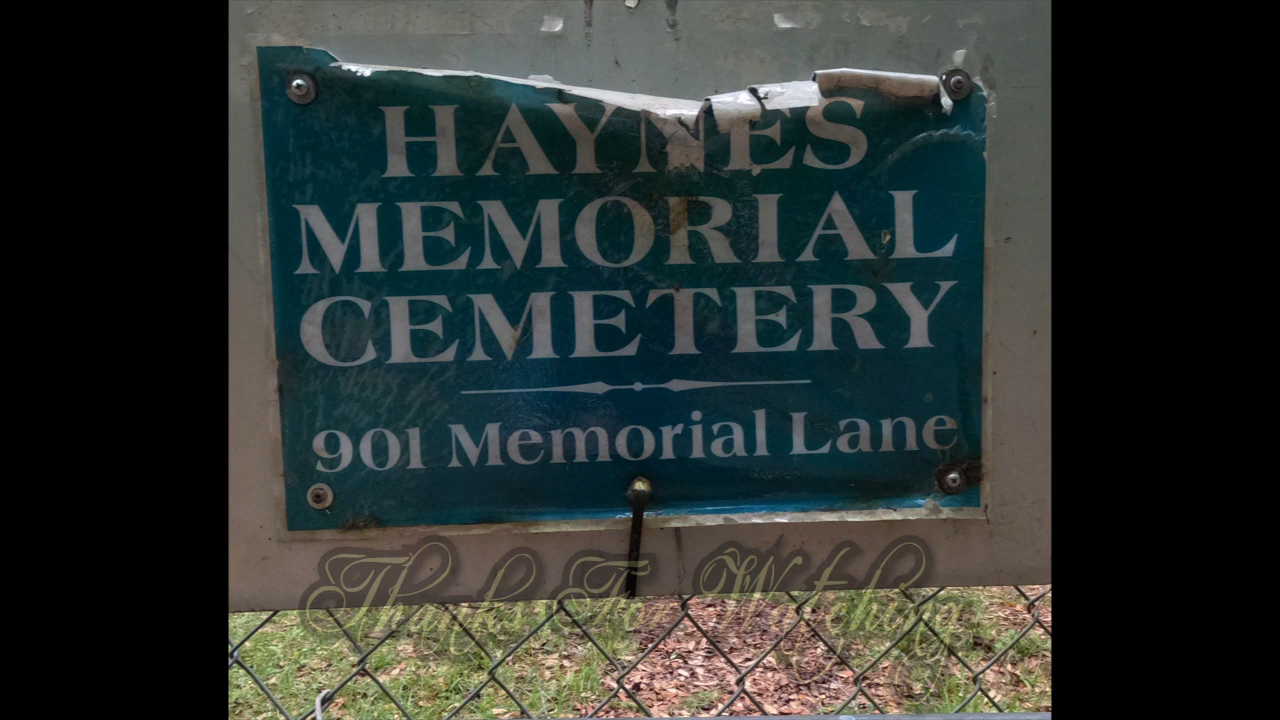 HAYNES
MEMORIAL
CEMETERY
901 Memorial Lane
Thanks For Watching